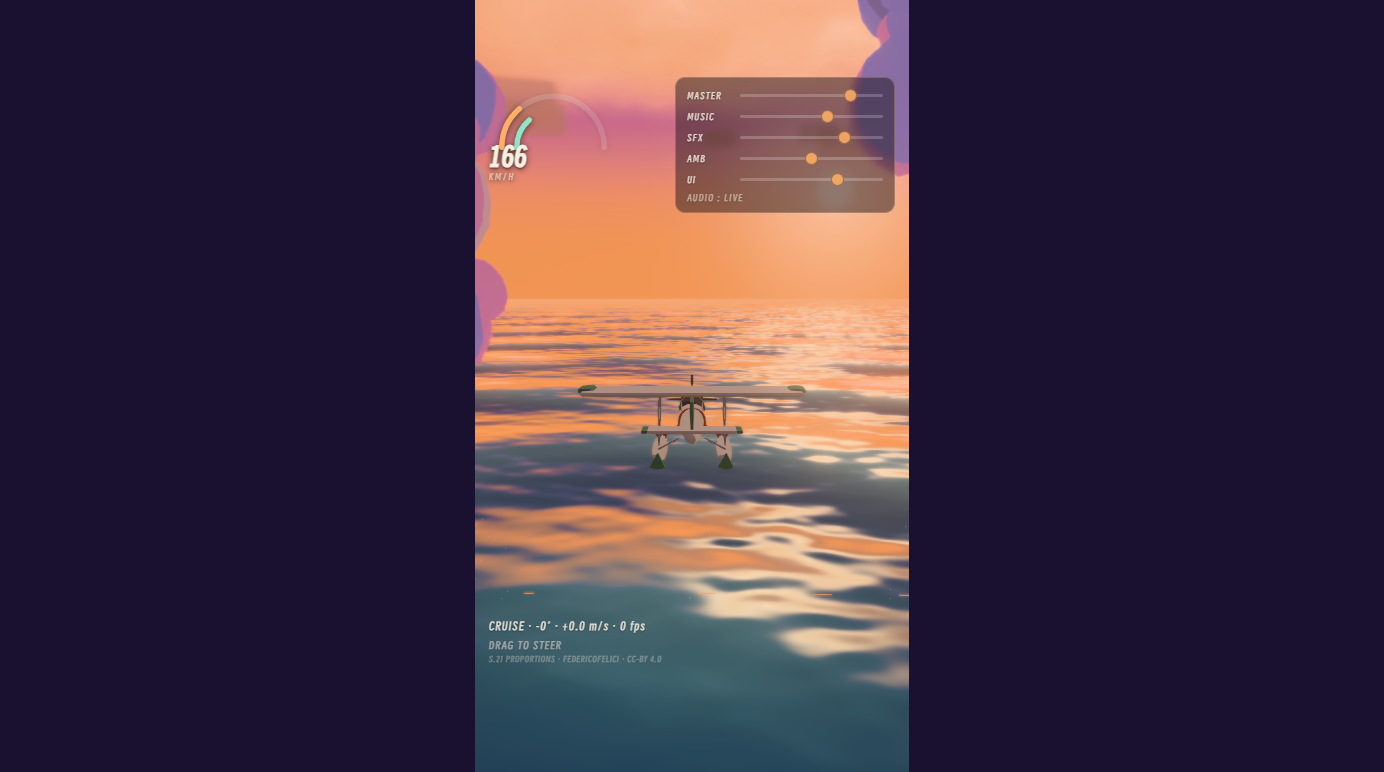 MASTER
MUSIC
SFX
AMB
UI
AUDIO : LIVE
166
KM/H
CRUISE · -0° · +0.0 m/s · 0 fps
DRAG TO STEER
S.21 PROPORTIONS · FEDERICOFELICI · CC-BY 4.0